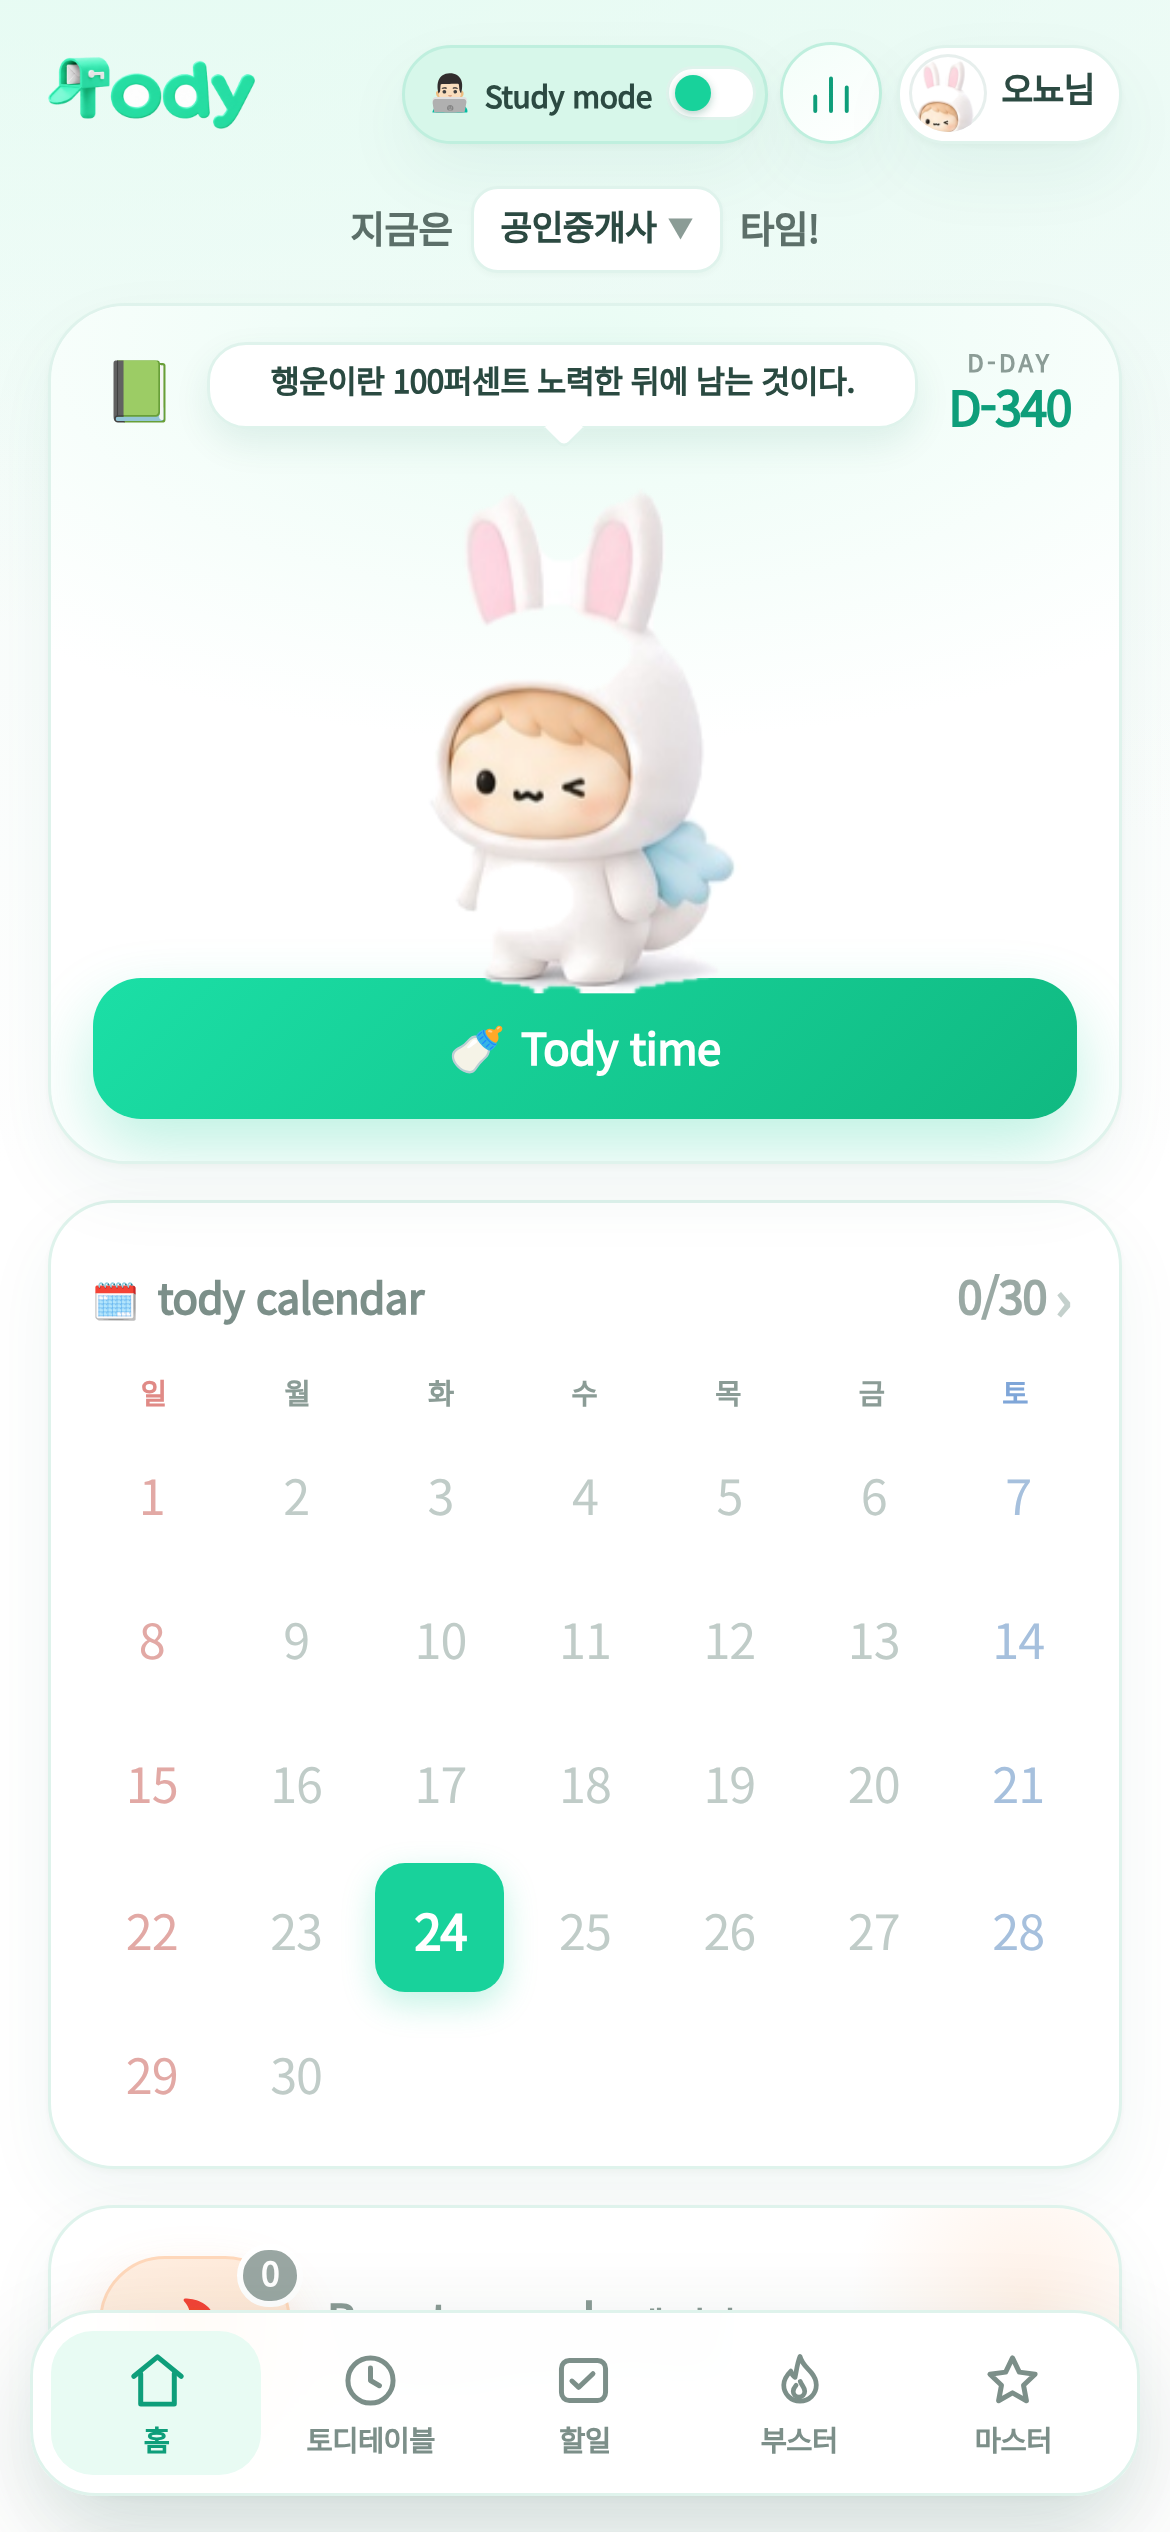 Tody
Study mode
오뇨님
지금은 공인중개사 ▼ 타임!
행운이란 100퍼센트 노력한 뒤에 남는 것이다.
D-DAY
D-340
Tody time
tody calendar
0/30 ›
일 월 화 수 목 금 토
1 2 3 4 5 6 7
8 9 10 11 12 13 14
15 16 17 18 19 20 21
22 23 24 25 26 27 28
29 30
0
홈 토디테이블 할일 부스터 마스터